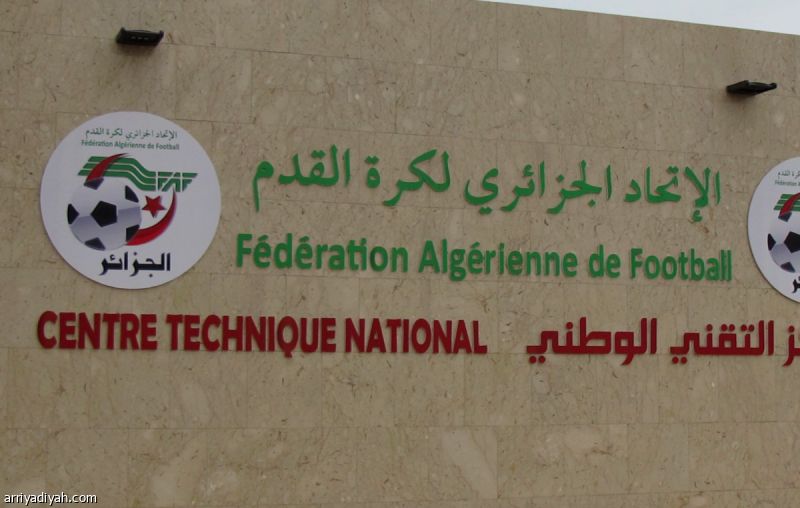 الإتحاد الجزائري لكرة القدم
Fédération Algérienne de Football
FAF
الجزائر
الإتحاد الجزائري لكرة القدم
Fédération Algérienne de Football
CENTRE TECHNIQUE NATIONAL
التقني الوطني
arriyadiyah.com